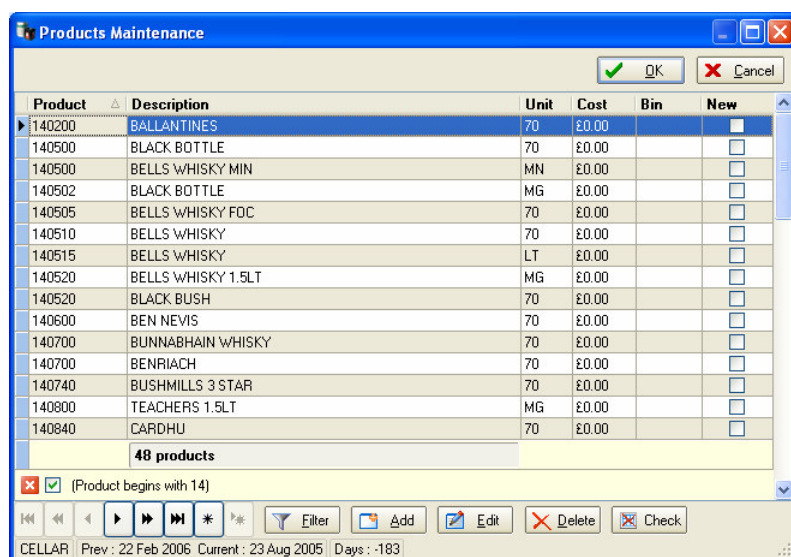 Products Maintenance
OK Cancel
Product Description Unit Cost Bin New
140200 BALLANTINES 70 £0.00
140500 BLACK BOTTLE 70 £0.00
140500 BELLS WHISKY MIN MN £0.00
140502 BLACK BOTTLE MG £0.00
140505 BELLS WHISKY FOC 70 £0.00
140510 BELLS WHISKY 70 £0.00
140515 BELLS WHISKY LT £0.00
140520 BELLS WHISKY 1.5LT MG £0.00
140520 BLACK BUSH 70 £0.00
140600 BEN NEVIS 70 £0.00
140700 BUNNABHAIN WHISKY 70 £0.00
140700 BENRIACH 70 £0.00
140740 BUSHMILLS 3 STAR 70 £0.00
140800 TEACHERS 1.5LT MG £0.00
140840 CARDHU 70 £0.00
48 products
(Product begins with 14)
Filter Add Edit Delete Check
CELLAR Prev : 22 Feb 2006 Current : 23 Aug 2005 Days : -183